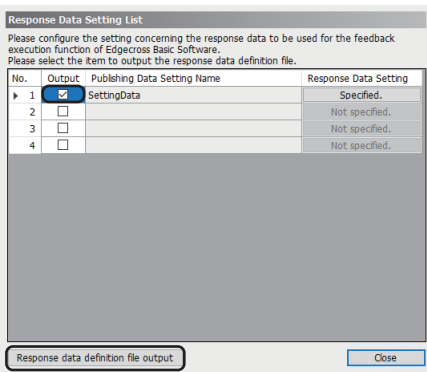 Response Data Setting List
Please configure the setting concerning the response data to be used for the feedback
execution function of Edgecross Basic Software.
Please select the item to output the response data definition file.
No. Output Publishing Data Setting Name Response Data Setting
1 SettingData Specified.
2 Not specified.
3 Not specified.
4 Not specified.
Response data definition file output Close